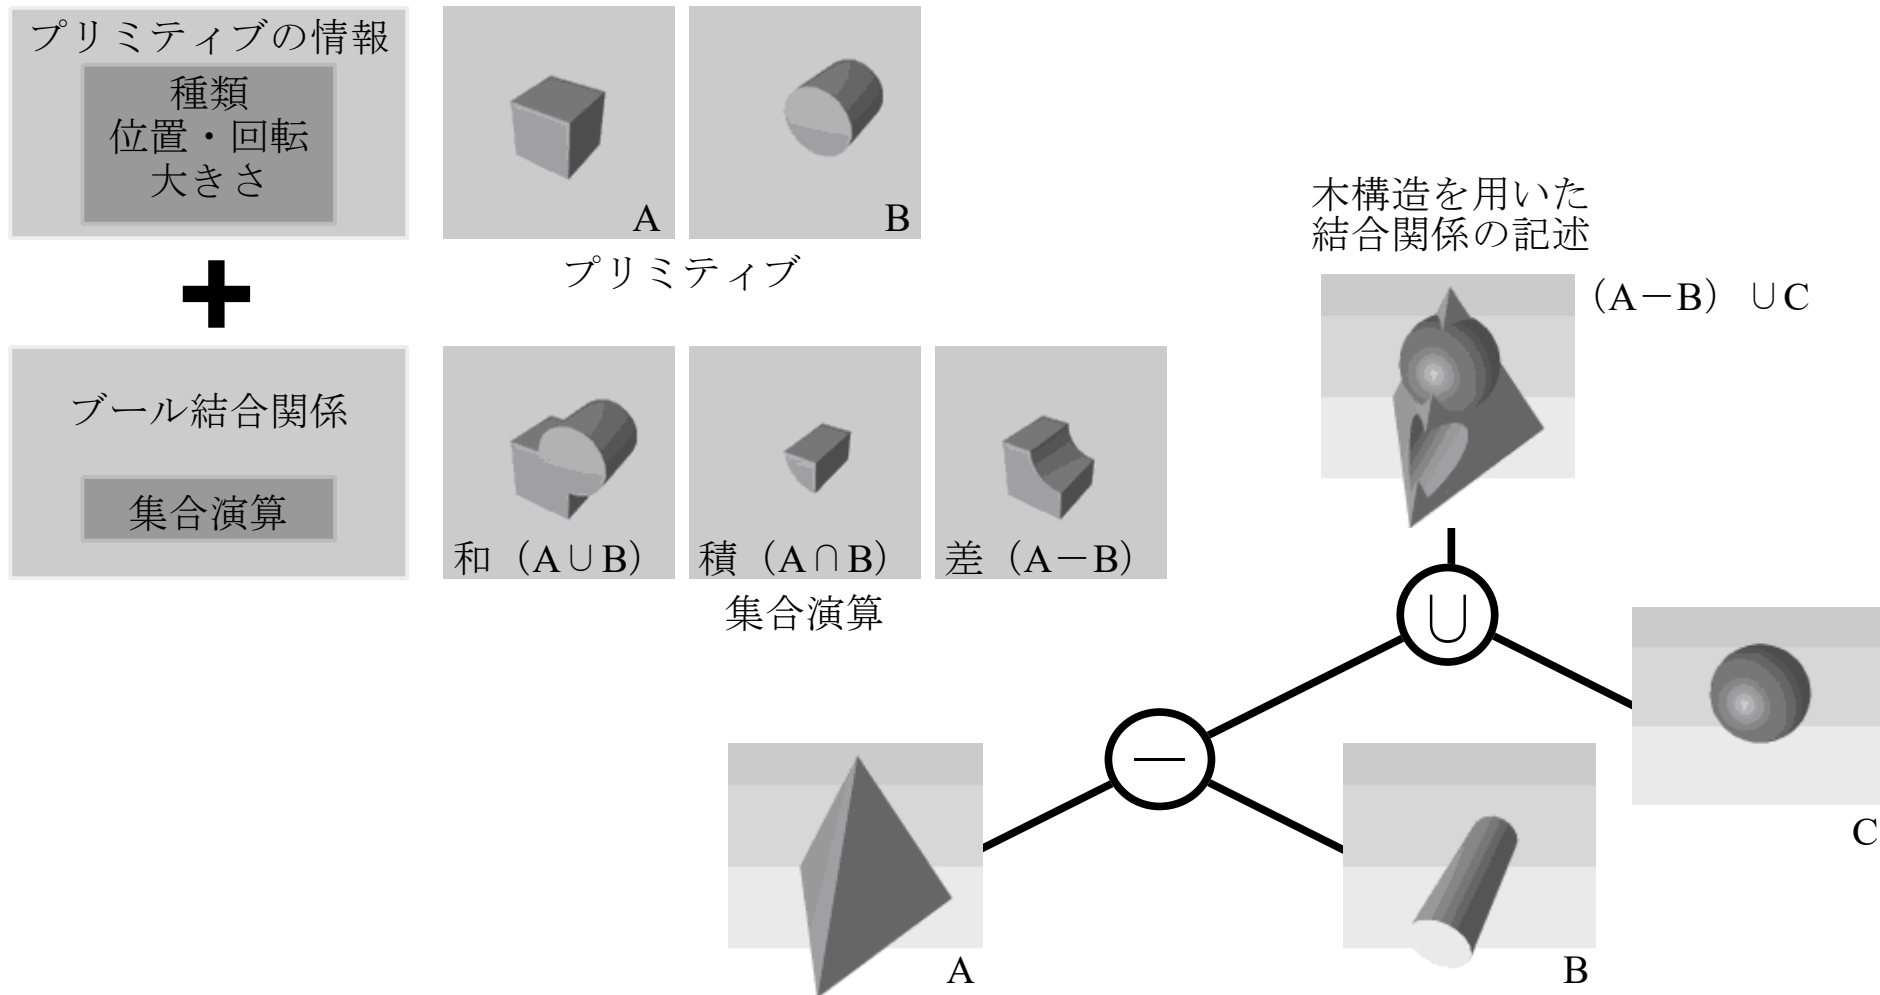 プリミティブの情報
種類
位置・回転
大きさ
A
B
プリミティブ
ブール結合関係
集合演算
和（A∪B）
積（A∩B）
差（A－B）
集合演算
木構造を用いた
結合関係の記述
（A－B）∪C
∪
－
A
B
C